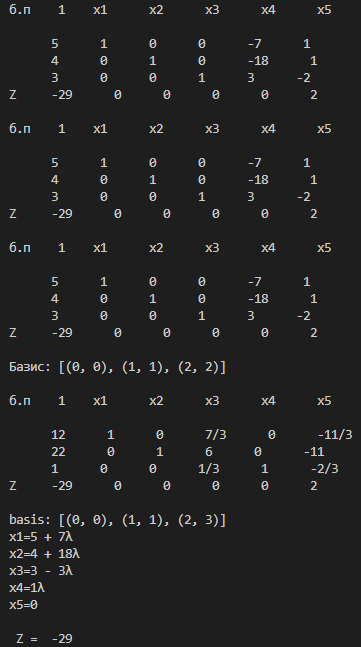 б.п 1 x1 x2 x3 x4 x5
5 1 0 0 -7 1
4 0 1 0 -18 1
3 0 0 1 3 -2
Z -29 0 0 0 0 2
б.п 1 x1 x2 x3 x4 x5
5 1 0 0 -7 1
4 0 1 0 -18 1
3 0 0 1 3 -2
Z -29 0 0 0 0 2
б.п 1 x1 x2 x3 x4 x5
5 1 0 0 -7 1
4 0 1 0 -18 1
3 0 0 1 3 -2
Z -29 0 0 0 0 2
Базис: [(0, 0), (1, 1), (2, 2)]
б.п 1 x1 x2 x3 x4 x5
12 1 0 7/3 0 -11/3
22 0 1 6 0 -11
1 0 0 1/3 1 -2/3
Z -29 0 0 0 0 2
basis: [(0, 0), (1, 1), (2, 3)]
x1=5 + 7λ
x2=4 + 18λ
x3=3 - 3λ
x4=1λ
x5=0
Z = -29